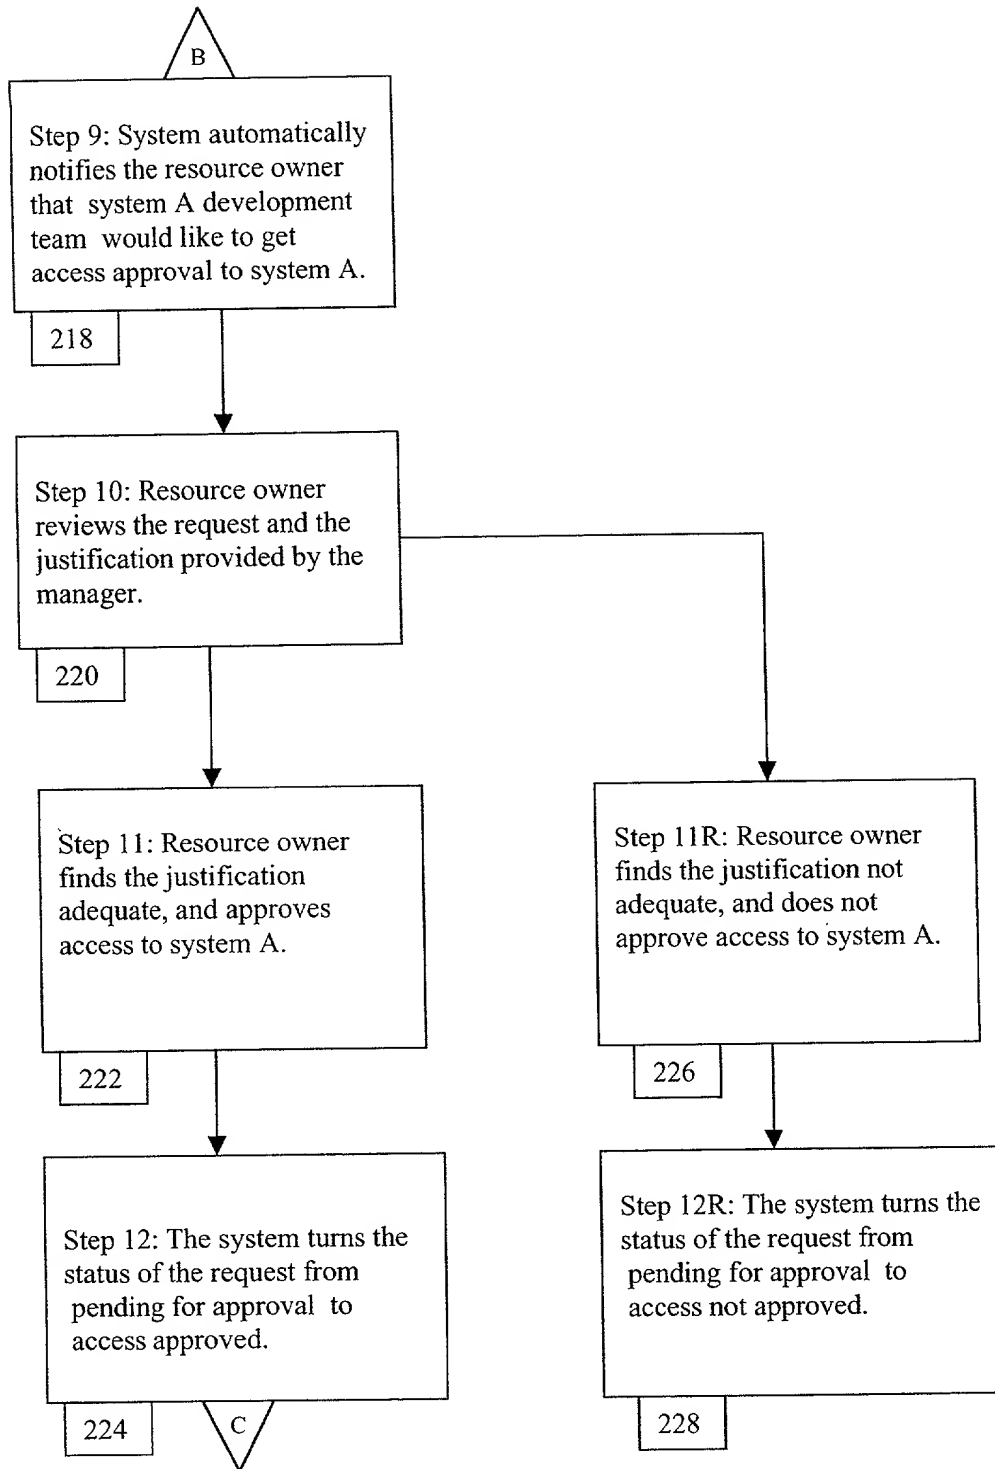 B
Step 9: System automatically
notifies the resource owner
that system A development
team would like to get
access approval to system A.
218
Step 10: Resource owner
reviews the request and the
justification provided by the
manager.
220
Step 11: Resource owner
finds the justification
adequate, and approves
access to system A.
222
Step 11R: Resource owner
finds the justification not
adequate, and does not
approve access to system A.
226
Step 12: The system turns the
status of the request from
pending for approval to
access approved.
224
C
Step 12R: The system turns the
status of the request from
pending for approval to
access not approved.
228